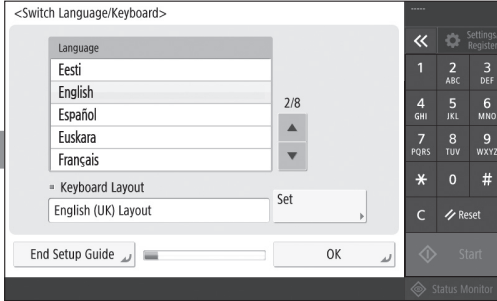 <Switch Language/Keyboard>
Language
Eesti
English
Español
Euskara
Français
2/8
Keyboard Layout
English (UK) Layout
Set
End Setup Guide
OK
-----
Settings/
Register
1
2 ABC
3 DEF
4 GHI
5 JKL
6 MNO
7 PQRS
8 TUV
9 WXYZ
*
0
#
C
Reset
Start
Status Monitor